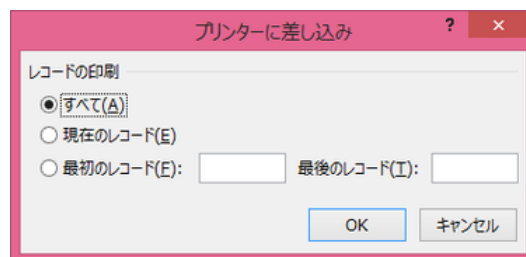 プリンターに差し込み ? ×
レコードの印刷
すべて(A)
現在のレコード(E)
最初のレコード(F): 最後のレコード(T):
OK キャンセル